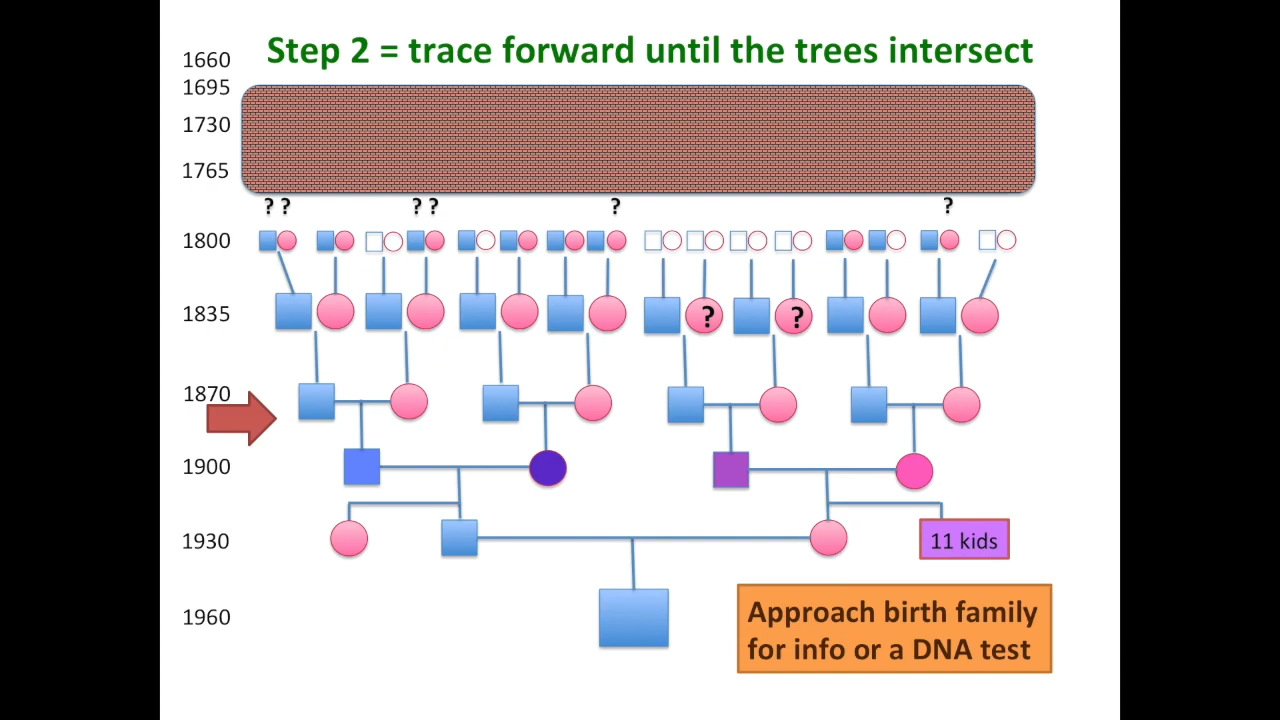 Step 2 = trace forward until the trees intersect
1660
1695
1730
1765
? ? ? ? ? ?
1800
1835
? ?
1870
1900
1930
11 kids
1960
Approach birth family
for info or a DNA test